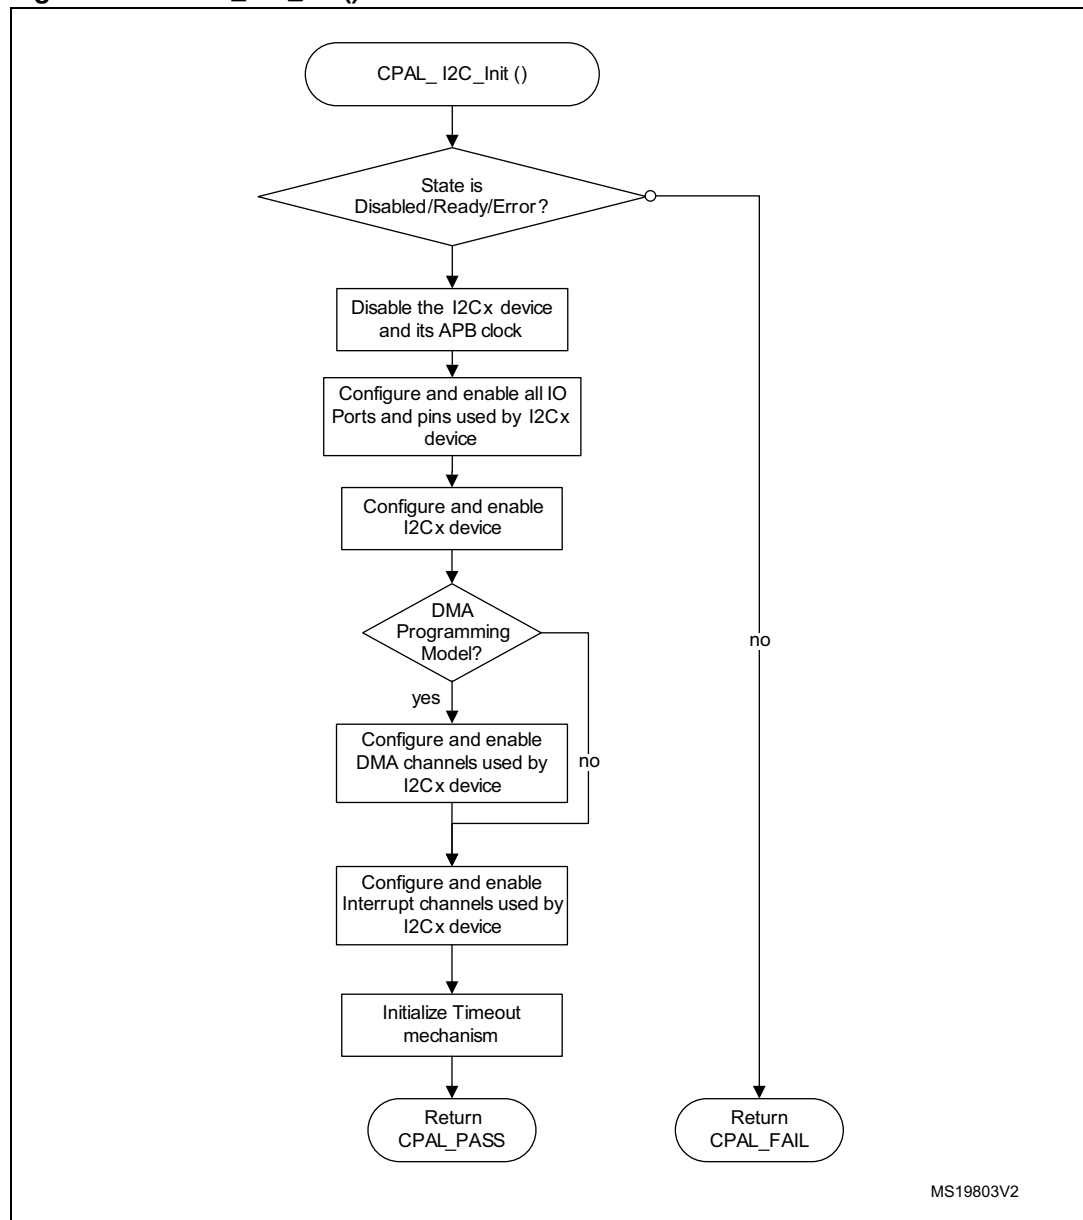 CPAL_ I2C_Init ()
State is
Disabled/Ready/Error?
Disable the I2Cx device
and its APB clock
Configure and enable all IO
Ports and pins used by I2Cx
device
Configure and enable
I2Cx device
DMA
Programming
Model?
no
yes
Configure and enable
DMA channels used by
I2Cx device
no
Configure and enable
Interrupt channels used by
I2Cx device
Initialize Timeout
mechanism
Return
CPAL_PASS
Return
CPAL_FAIL
MS19803V2